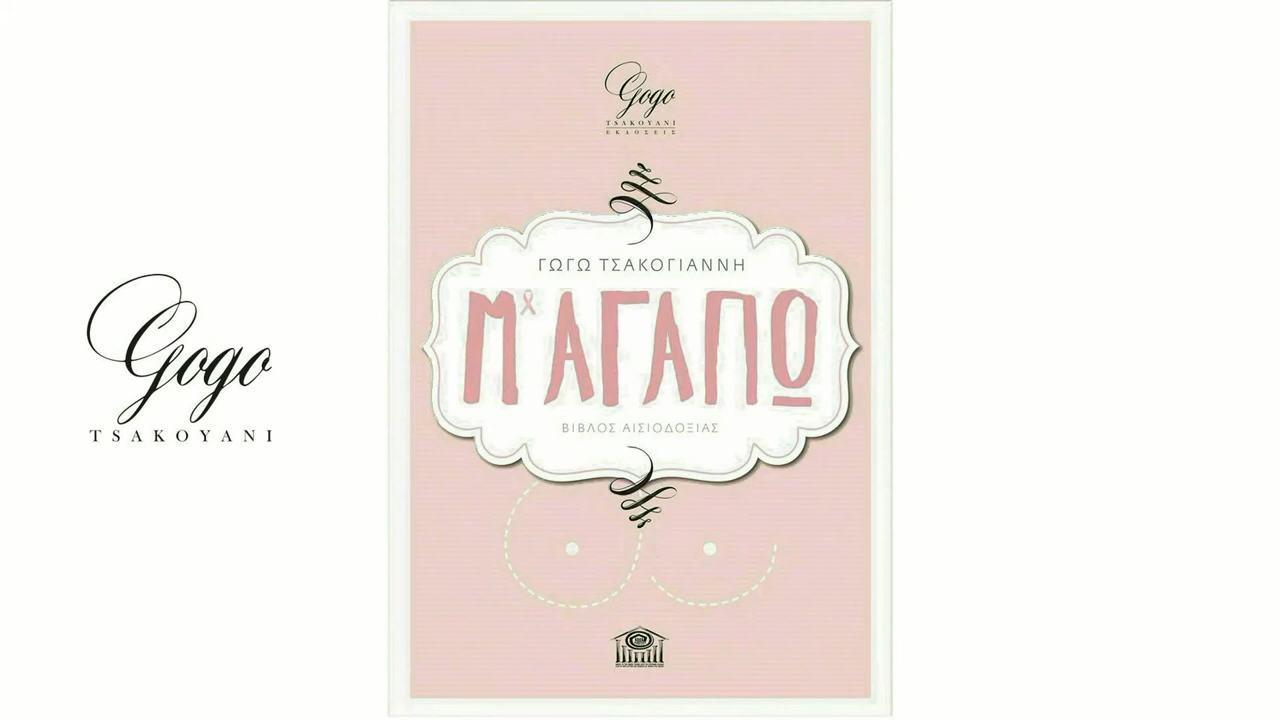 Gogo
TSAKOYANI
Gogo
TSAKOYANI
ΕΚΔΟΣΕΙΣ
ΓΩΓΩ ΤΣΑΚΟΓΙΑΝΝΗ
Μ' ΑΓΑΠΩ
ΒΙΒΛΟΣ ΑΙΣΙΟΔΟΞΙΑΣ